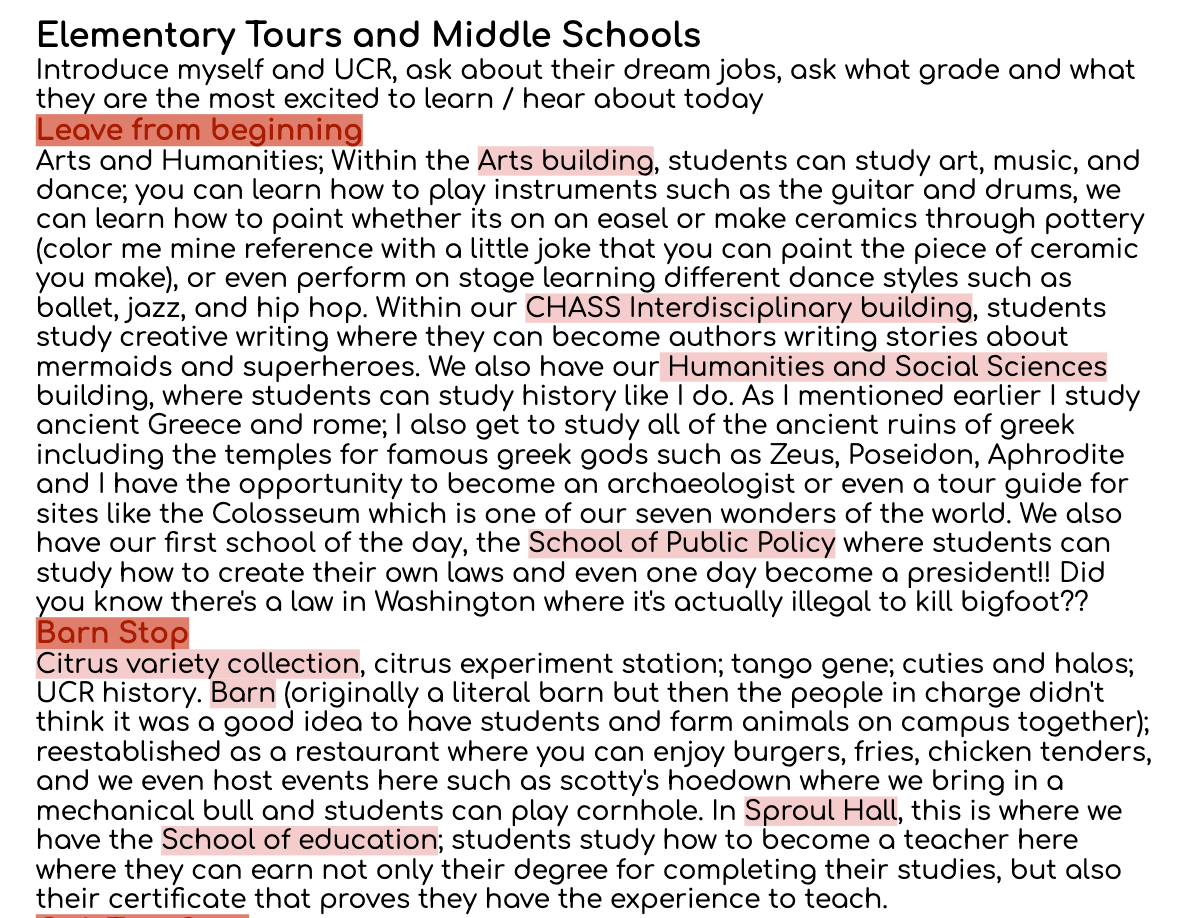 Elementary Tours and Middle Schools
Introduce myself and UCR, ask about their dream jobs, ask what grade and what
they are the most excited to learn / hear about today
Leave from beginning
Arts and Humanities; Within the Arts building, students can study art, music, and
dance; you can learn how to play instruments such as the guitar and drums, we
can learn how to paint whether its on an easel or make ceramics through pottery
(color me mine reference with a little joke that you can paint the piece of ceramic
you make), or even perform on stage learning different dance styles such as
ballet, jazz, and hip hop. Within our CHASS Interdisciplinary building, students
study creative writing where they can become authors writing stories about
mermaids and superheroes. We also have our Humanities and Social Sciences
building, where students can study history like I do. As I mentioned earlier I study
ancient Greece and rome; I also get to study all of the ancient ruins of greek
including the temples for famous greek gods such as Zeus, Poseidon, Aphrodite
and I have the opportunity to become an archaeologist or even a tour guide for
sites like the Colosseum which is one of our seven wonders of the world. We also
have our first school of the day, the School of Public Policy where students can
study how to create their own laws and even one day become a president!! Did
you know there's a law in Washington where it's actually illegal to kill bigfoot??
Barn Stop
Citrus variety collection, citrus experiment station; tango gene; cuties and halos;
UCR history. Barn (originally a literal barn but then the people in charge didn't
think it was a good idea to have students and farm animals on campus together);
reestablished as a restaurant where you can enjoy burgers, fries, chicken tenders,
and we even host events here such as scotty's hoedown where we bring in a
mechanical bull and students can play cornhole. In Sproul Hall, this is where we
have the School of education; students study how to become a teacher here
where they can earn not only their degree for completing their studies, but also
their certificate that proves they have the experience to teach.